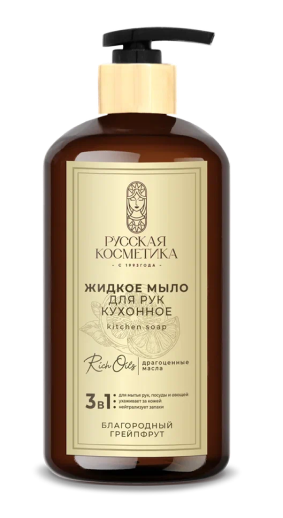 РУССКАЯ
КОСМЕТИКА
• С 1993 ГОДА •
ЖИДКОЕ МЫЛО
ДЛЯ РУК
КУХОННОЕ
kitchen soap
Rich Oils | драгоценные
масла
3в1:
для мытья рук, посуды и овощей
ухаживает за кожей
нейтрализует запахи
БЛАГОРОДНЫЙ
ГРЕЙПФРУТ